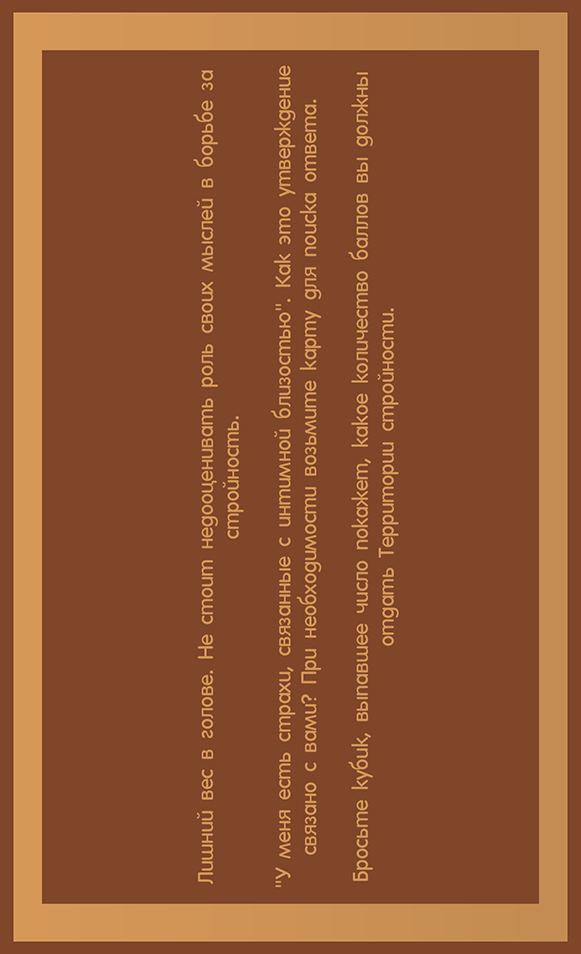 Лишний вес в голове. Не стоит недооценивать роль своих мыслей в борьбе за
стройность.
"У меня есть страхи, связанные с интимной близостью". Как это утверждение
связано с вами? При необходимости возьмите карту для поиска ответа.
Бросьте кубик, выпавшее число покажет, какое количество баллов вы должны
отдать Территории стройности.